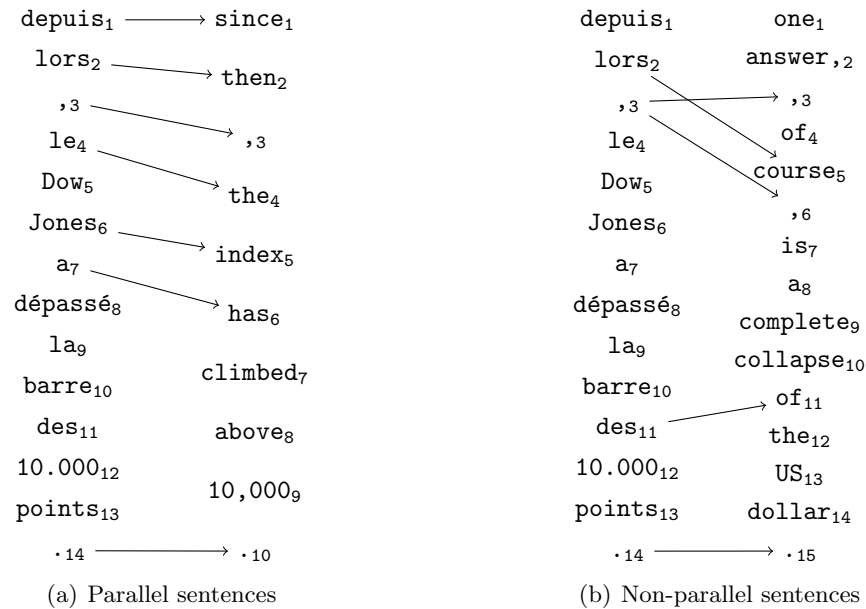 depuis₁ since₁
lors₂ then₂
,₃ ,₃
le₄ the₄
Dow₅
Jones₆ index₅
a₇ has₆
dépassé₈
la₉ climbed₇
barre₁₀
des₁₁ above₈
10.000₁₂ 10,000₉
points₁₃
.₁₄ .₁₀
(a) Parallel sentences
depuis₁ one₁
lors₂ answer,₂
,₃ ,₃
le₄ of₄
Dow₅ course₅
Jones₆ ,₆
a₇ is₇
dépassé₈ a₈
la₉ complete₉
barre₁₀ collapse₁₀
des₁₁ of₁₁
10.000₁₂ the₁₂
points₁₃ US₁₃
dollar₁₄
.₁₄ .₁₅
(b) Non-parallel sentences